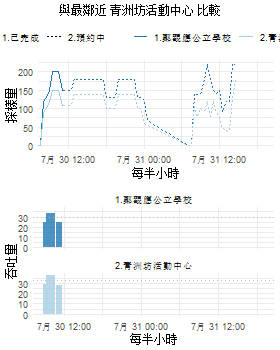 與最鄰近 青洲坊活動中心 比較
1.已完成 2.預約中 1.鄭觀應公立學校 2.青
200
150
100
50
0
採樣量
7月 30 12:00 7月 31 00:00 7月 31 12:00
每半小時
1.鄭觀應公立學校
30
20
10
0
吞吐量
2.青洲坊活動中心
30
20
10
0
7月 30 12:00 7月 31 00:00 7月 31 12:00
每半小時